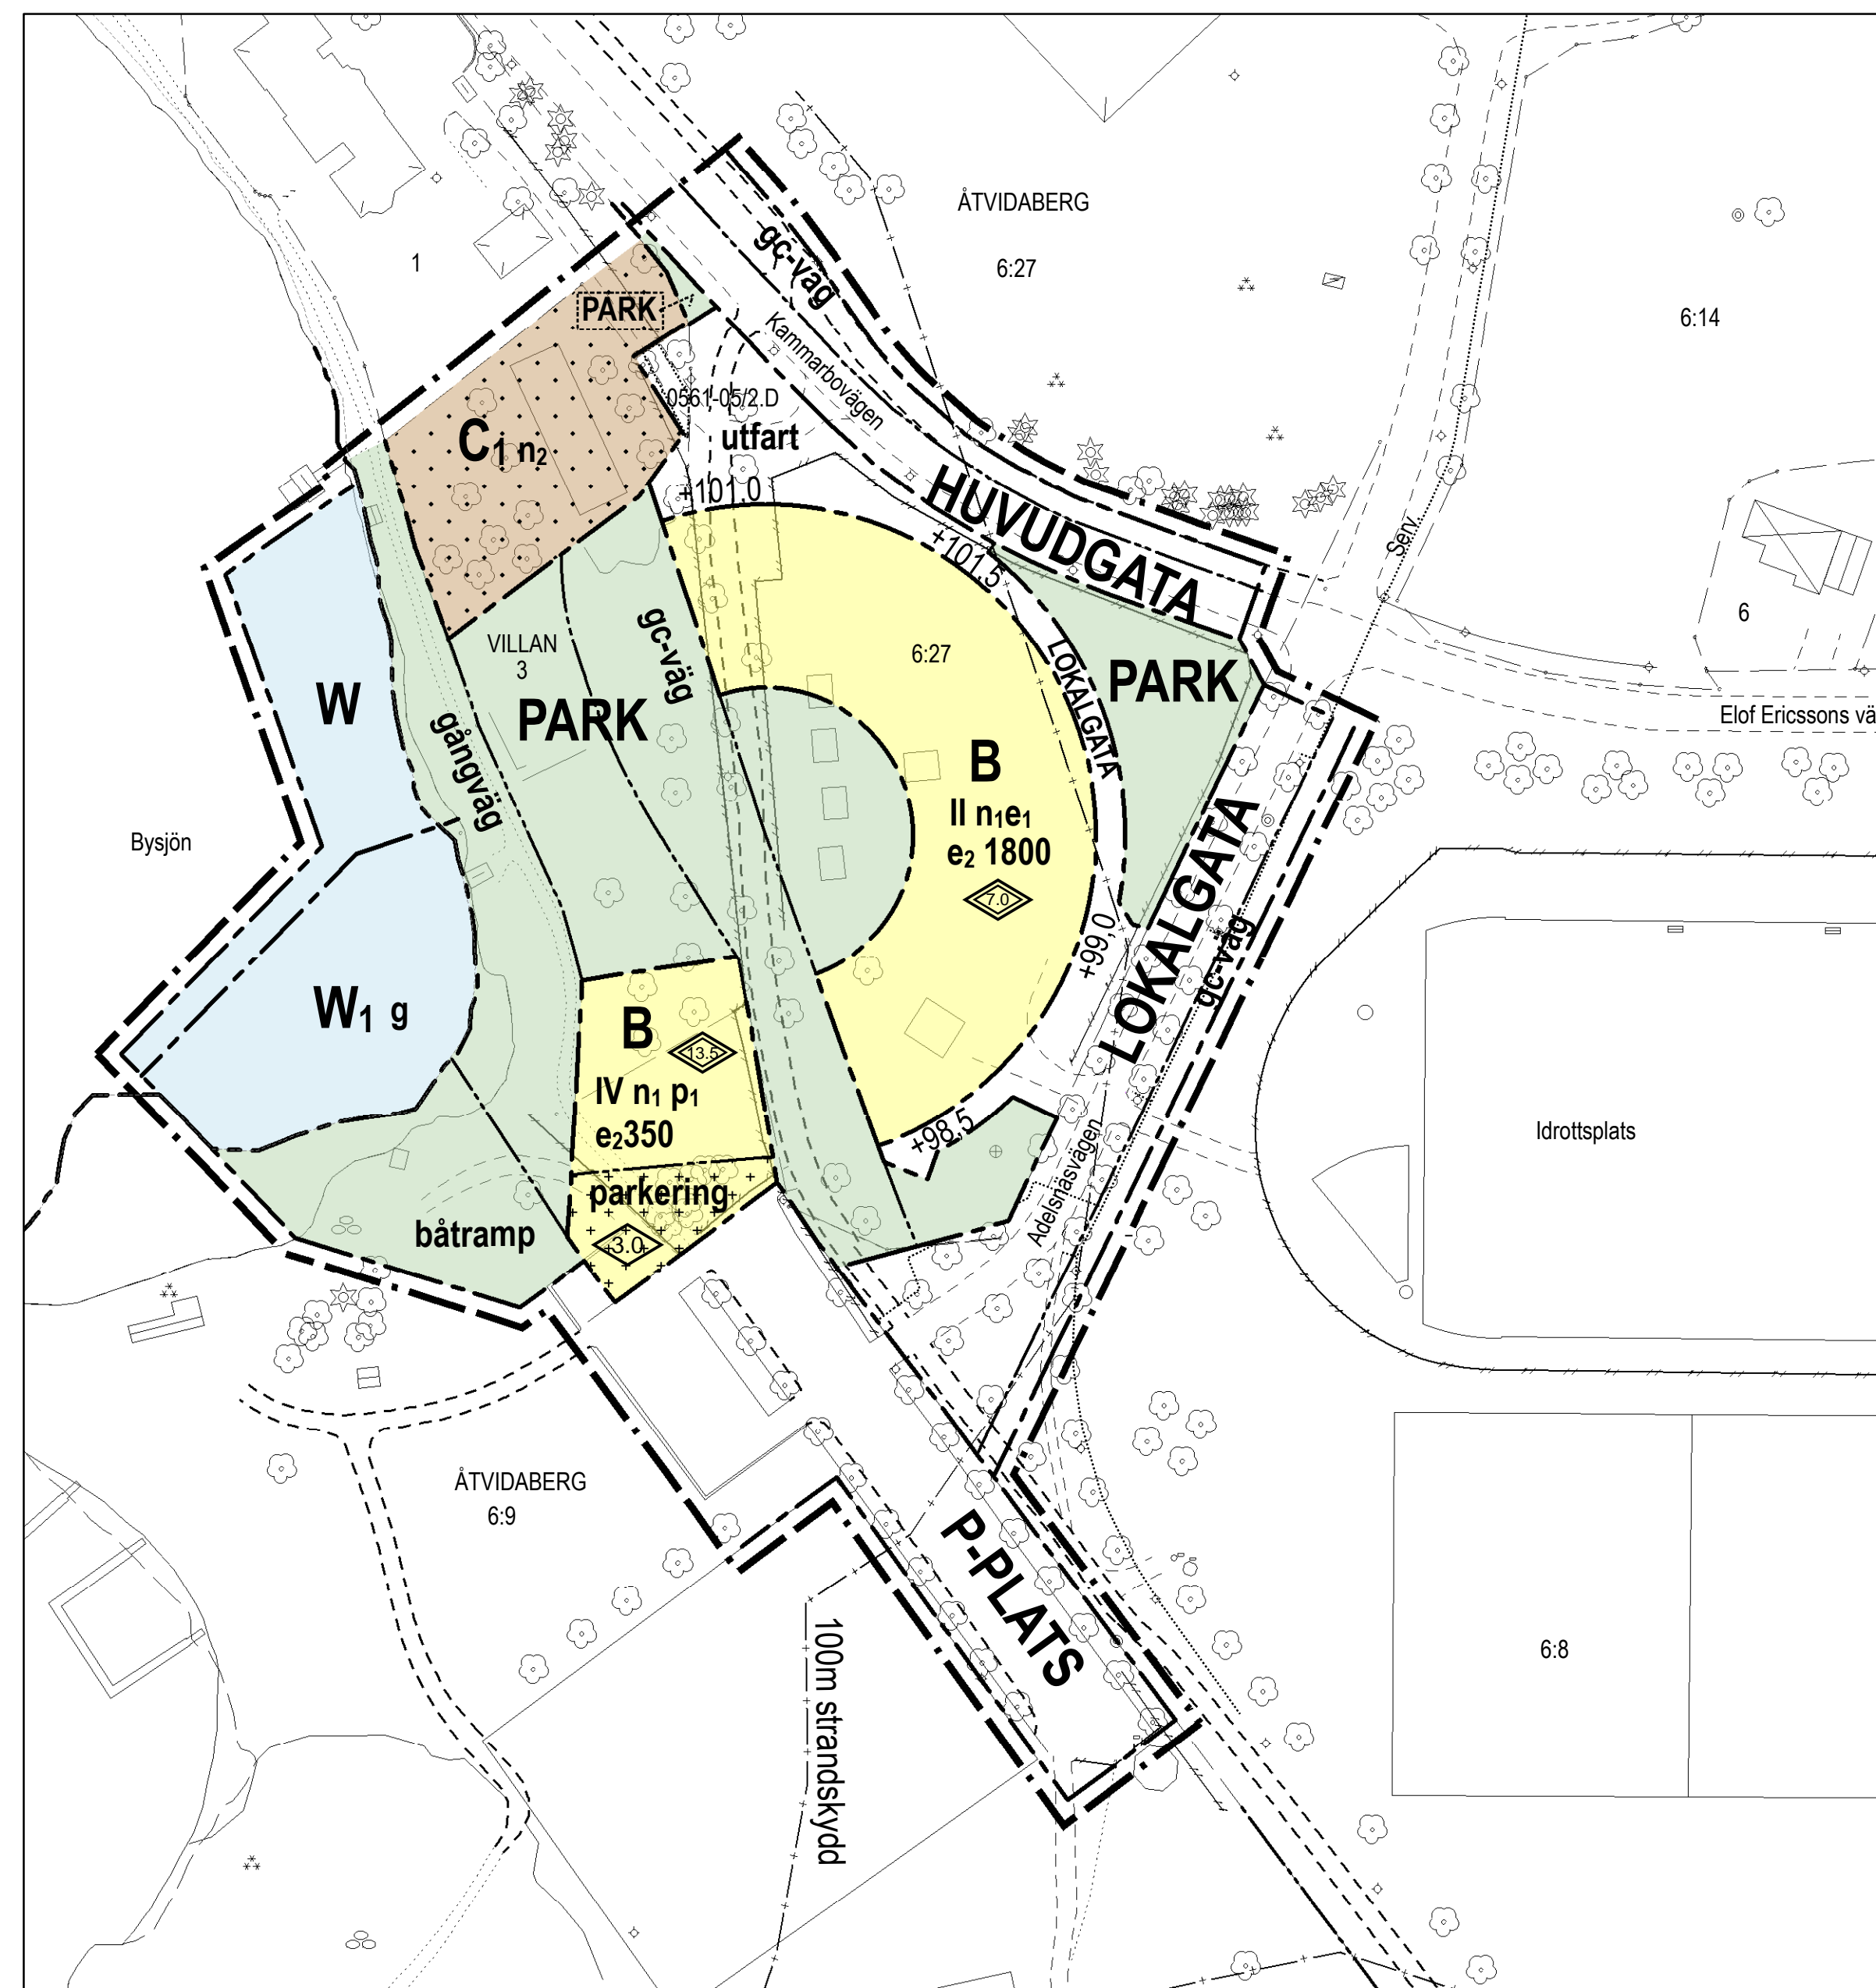 ÅTVIDABERG
6:27
gc-väg
1
PARK
6:14
Kammarbovägen
0561-05/2.D
utfart
C1 n2
+101,0
HUVUDGATA
+101,5
Serv.
6
VILLAN
3
gc-väg
6:27
LOKALGATA
PARK
W
PARK
gångväg
Elof Ericssons vä
B
II n1e1
e2 1800
7.0
Bysjön
LOKALGATA
gc-väg
+99,0
W1 g
B
13.5
IV n1 p1
e2350
+98,5
Adelsnäsvägen
Idrottsplats
parkering
3.0
båtramp
ÅTVIDABERG
6:9
P-PLATS
100m strandskydd
6:8